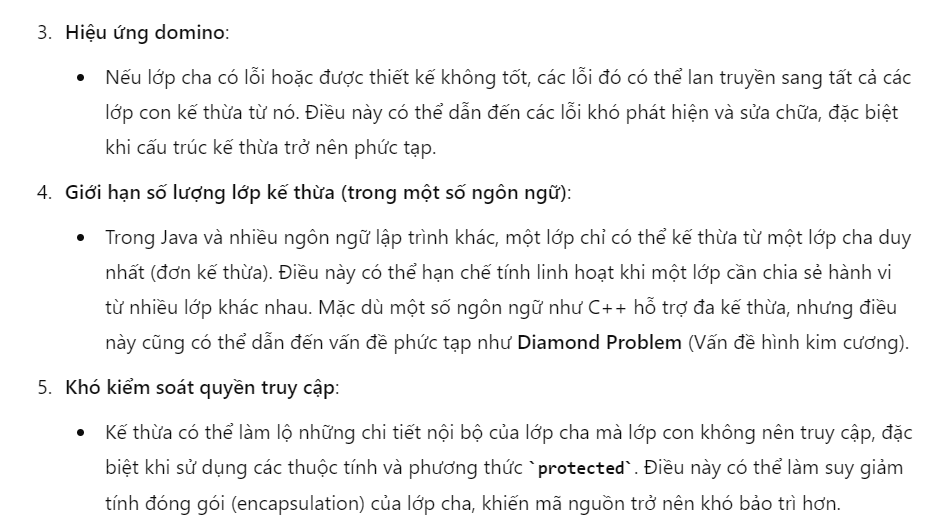 3. Hiệu ứng domino:
• Nếu lớp cha có lỗi hoặc được thiết kế không tốt, các lỗi đó có thể lan truyền sang tất cả các
lớp con kế thừa từ nó. Điều này có thể dẫn đến các lỗi khó phát hiện và sửa chữa, đặc biệt
khi cấu trúc kế thừa trở nên phức tạp.
4. Giới hạn số lượng lớp kế thừa (trong một số ngôn ngữ):
• Trong Java và nhiều ngôn ngữ lập trình khác, một lớp chỉ có thể kế thừa từ một lớp cha duy
nhất (đơn kế thừa). Điều này có thể hạn chế tính linh hoạt khi một lớp cần chia sẻ hành vi
từ nhiều lớp khác nhau. Mặc dù một số ngôn ngữ như C++ hỗ trợ đa kế thừa, nhưng điều
này cũng có thể dẫn đến vấn đề phức tạp như Diamond Problem (Vấn đề hình kim cương).
5. Khó kiểm soát quyền truy cập:
• Kế thừa có thể làm lộ những chi tiết nội bộ của lớp cha mà lớp con không nên truy cập, đặc
biệt khi sử dụng các thuộc tính và phương thức `protected`. Điều này có thể làm suy giảm
tính đóng gói (encapsulation) của lớp cha, khiến mã nguồn trở nên khó bảo trì hơn.